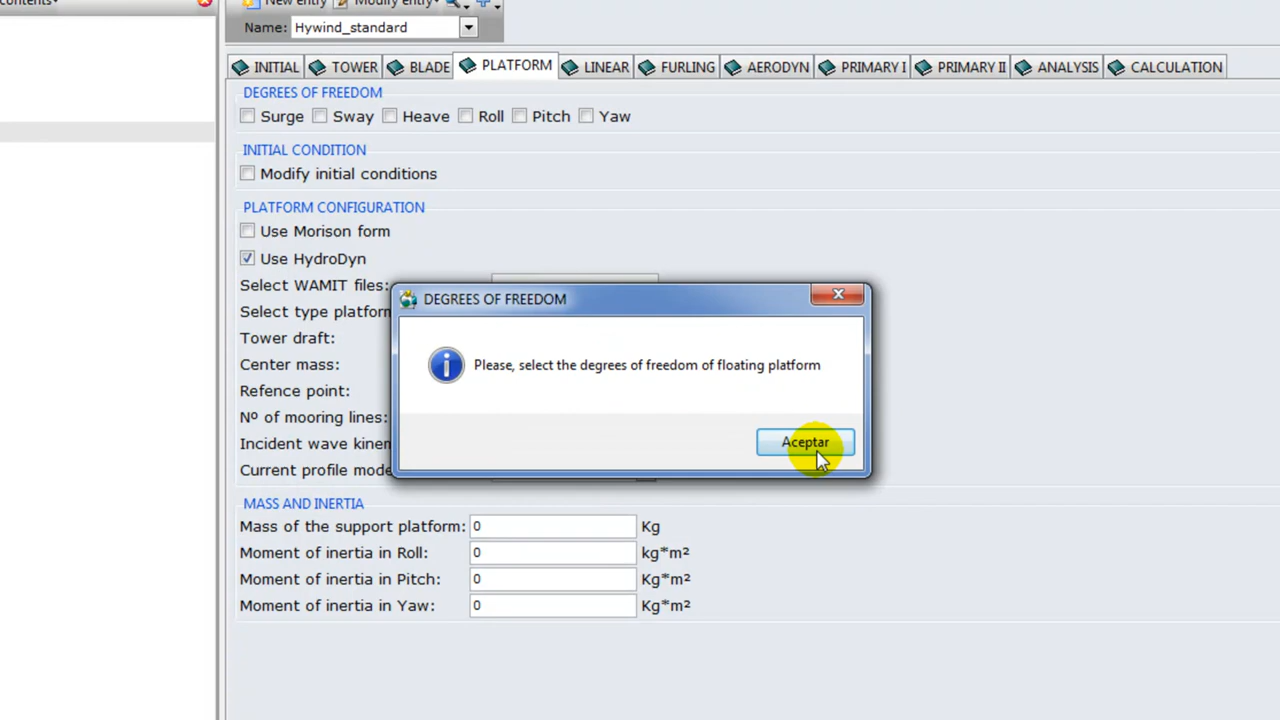 contents
New entry Modify entry
Name: Hywind_standard
INITIAL TOWER BLADE PLATFORM LINEAR FURLING AERODYN PRIMARY I PRIMARY II ANALYSIS CALCULATION
DEGREES OF FREEDOM
Surge Sway Heave Roll Pitch Yaw
INITIAL CONDITION
Modify initial conditions
PLATFORM CONFIGURATION
Use Morison form
Use HydroDyn
Select WAMIT files:
Select type platform
Tower draft:
Center mass:
Refence point:
Nº of mooring lines:
Incident wave kinem
Current profile mode
DEGREES OF FREEDOM
Please, select the degrees of freedom of floating platform
Aceptar
MASS AND INERTIA
Mass of the support platform: 0 Kg
Moment of inertia in Roll: 0 kg*m²
Moment of inertia in Pitch: 0 Kg*m²
Moment of inertia in Yaw: 0 Kg*m²